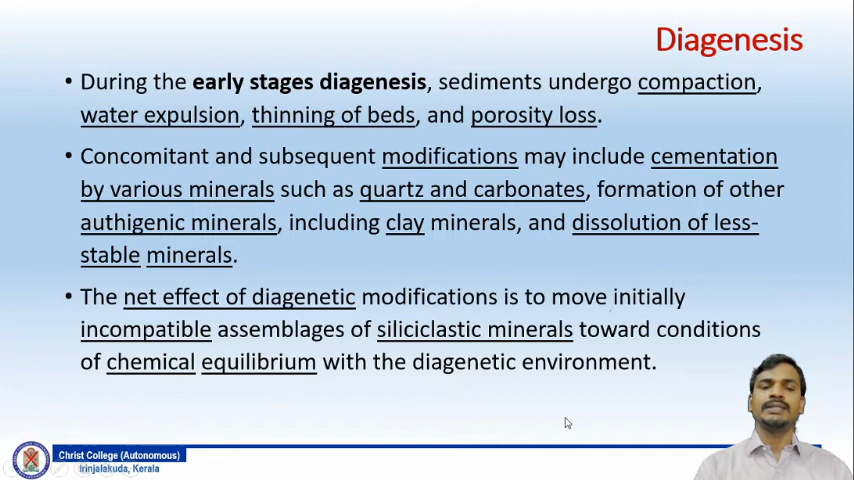 Diagenesis
• During the early stages diagenesis, sediments undergo compaction,
water expulsion, thinning of beds, and porosity loss.
• Concomitant and subsequent modifications may include cementation
by various minerals such as quartz and carbonates, formation of other
authigenic minerals, including clay minerals, and dissolution of less-
stable minerals.
• The net effect of diagenetic modifications is to move initially
incompatible assemblages of siliciclastic minerals toward conditions
of chemical equilibrium with the diagenetic environment.
Christ College (Autonomous)
Irinjalakuda, Kerala